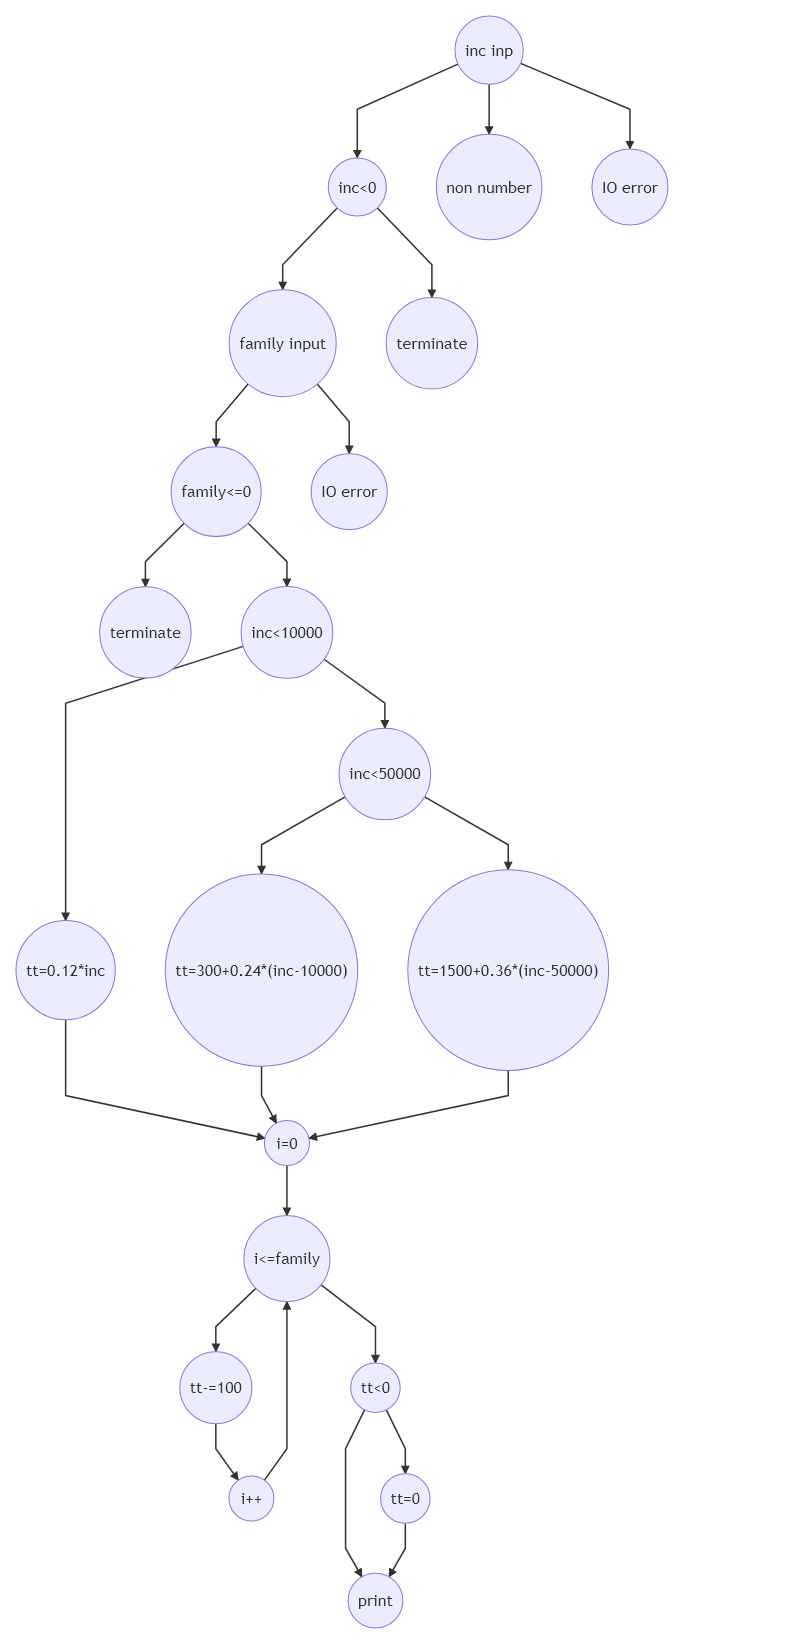 inc inp
inc<0
non number
IO error
family input
terminate
family<=0
IO error
terminate
inc<10000
inc<50000
tt=0.12*inc
tt=300+0.24*(inc-10000)
tt=1500+0.36*(inc-50000)
i=0
i<=family
tt-=100
tt<0
i++
tt=0
print